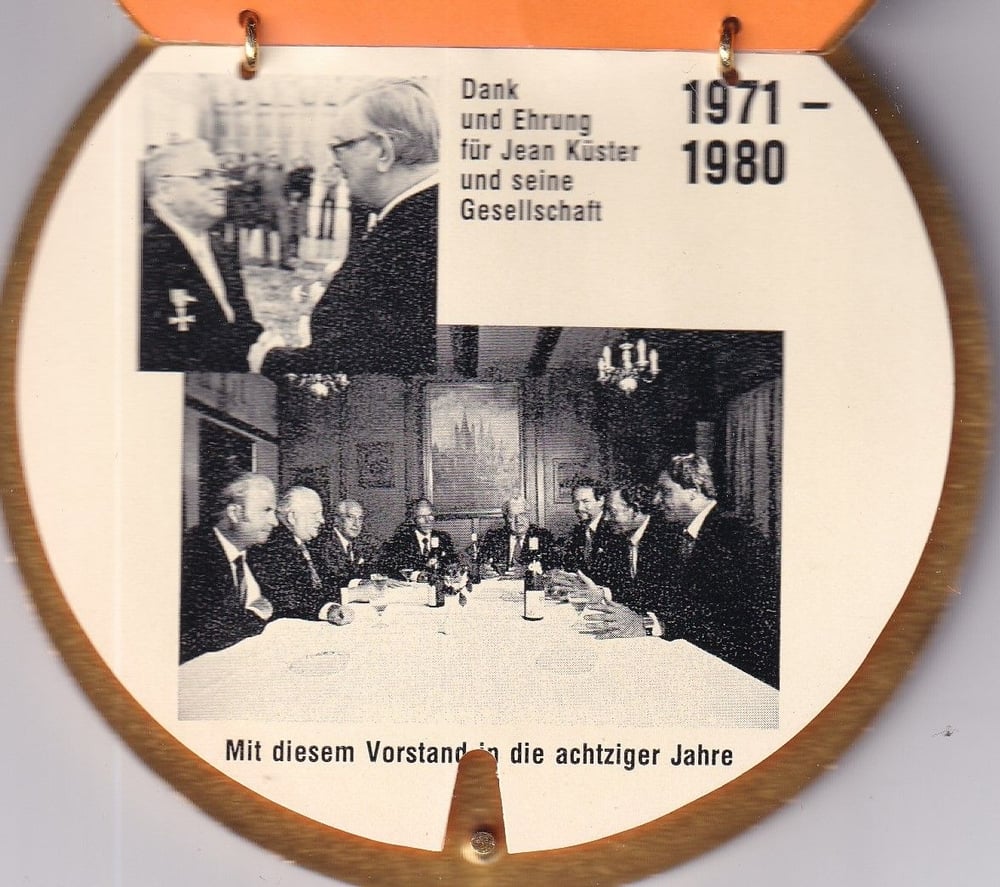 Dank
und Ehrung
für Jean Küster
und seine
Gesellschaft
1971 –
1980
Mit diesem Vorstand in die achtziger Jahre